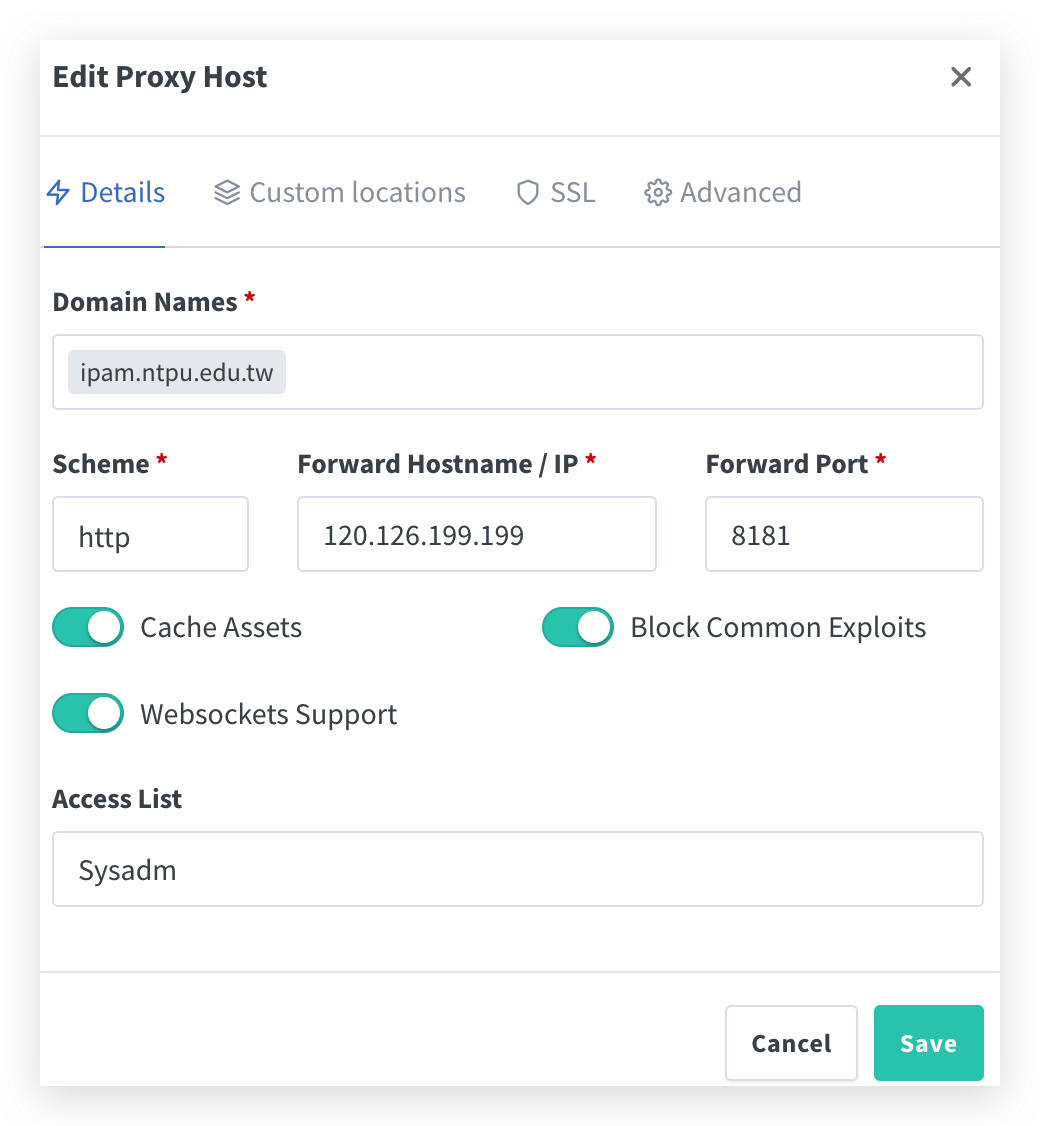 Edit Proxy Host
Details Custom locations SSL Advanced
Domain Names *
ipam.ntpu.edu.tw
Scheme * Forward Hostname / IP * Forward Port *
http 120.126.199.199 8181
Cache Assets Block Common Exploits
Websockets Support
Access List
Sysadm
Cancel Save